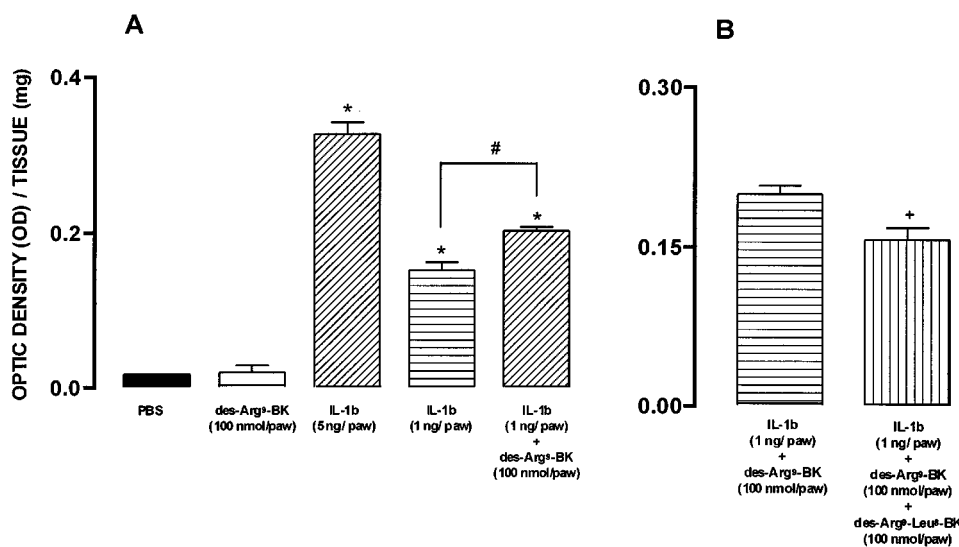 A
B
OPTIC DENSITY (OD) / TISSUE (mg)
0.4
0.2
0.0
*
*
#
*
PBS
des-Arg⁹-BK
(100 nmol/paw)
IL-1b
(5 ng/ paw)
IL-1b
(1 ng/ paw)
IL-1b
(1 ng/ paw)
+
des-Arg⁹-BK
(100 nmol/paw)
0.30
0.15
0.00
+
IL-1b
(1 ng/ paw)
+
des-Arg⁹-BK
(100 nmol/paw)
IL-1b
(1 ng/ paw)
+
des-Arg⁹-BK
(100 nmol/paw)
+
des-Arg⁹-Leu⁸-BK
(100 nmol/paw)